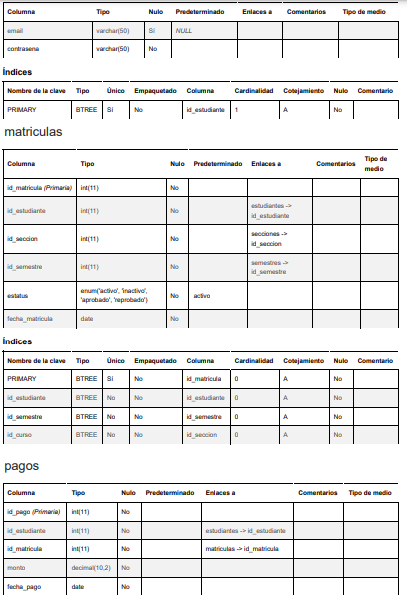 Columna Tipo Nulo Predeterminado Enlaces a Comentarios Tipo de medio
email varchar(50) Sí NULL
contrasena varchar(50) No
Índices
Nombre de la clave Tipo Único Empaquetado Columna Cardinalidad Cotejamiento Nulo Comentario
PRIMARY BTREE Sí No id_estudiante 1 A No
matriculas
Columna Tipo Nulo Predeterminado Enlaces a Comentarios Tipo de medio
id_matricula (Primaria) int(11) No
id_estudiante int(11) No estudiantes -> id_estudiante
id_seccion int(11) No secciones -> id_seccion
id_semestre int(11) No semestres -> id_semestre
estatus enum('activo', 'inactivo', 'aprobado', 'reprobado') No activo
fecha_matricula date No
Índices
Nombre de la clave Tipo Único Empaquetado Columna Cardinalidad Cotejamiento Nulo Comentario
PRIMARY BTREE Sí No id_matricula 0 A No
id_estudiante BTREE No No id_estudiante 0 A No
id_semestre BTREE No No id_semestre 0 A No
id_curso BTREE No No id_seccion 0 A No
pagos
Columna Tipo Nulo Predeterminado Enlaces a Comentarios Tipo de medio
id_pago (Primaria) int(11) No
id_estudiante int(11) No estudiantes -> id_estudiante
id_matricula int(11) No matriculas -> id_matricula
monto decimal(10,2) No
fecha_pago date No